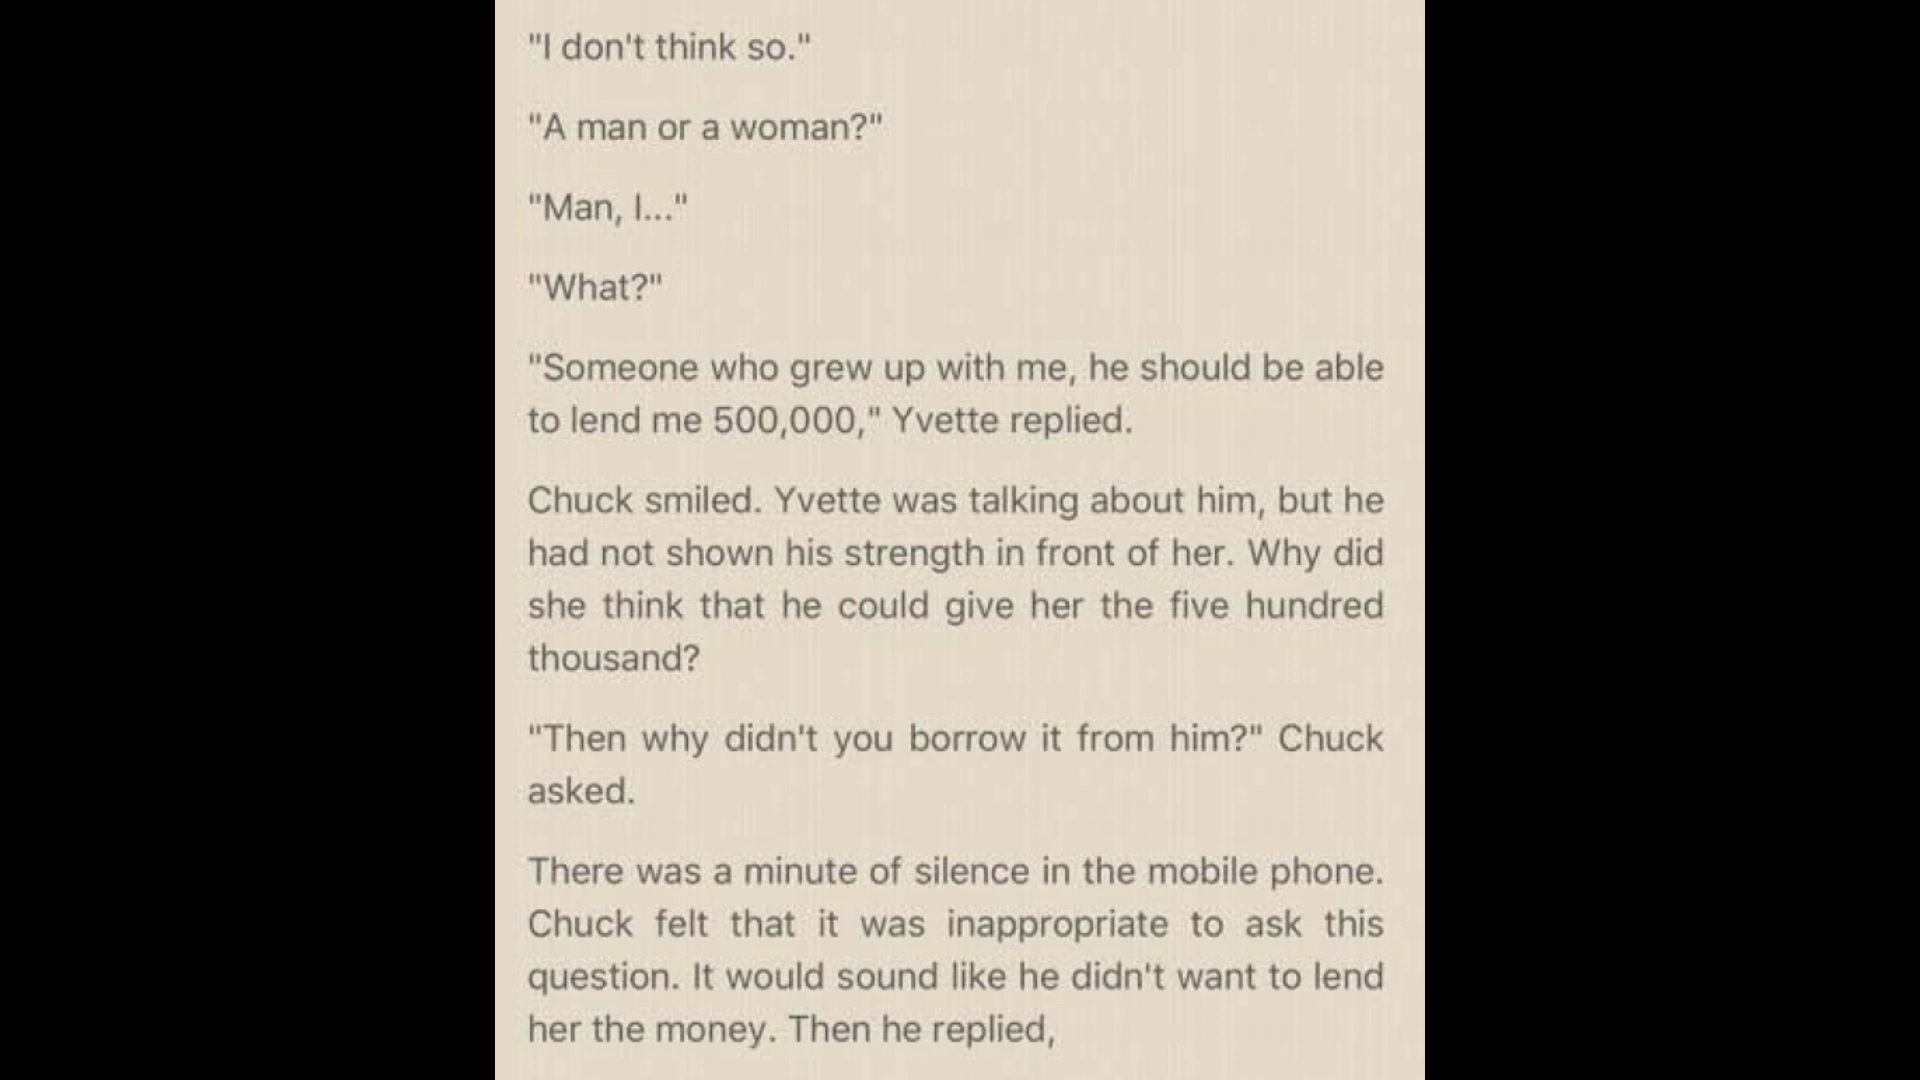 "I don't think so."
"A man or a woman?"
"Man, I..."
"What?"
"Someone who grew up with me, he should be able
to lend me 500,000," Yvette replied.
Chuck smiled. Yvette was talking about him, but he
had not shown his strength in front of her. Why did
she think that he could give her the five hundred
thousand?
"Then why didn't you borrow it from him?" Chuck
asked.
There was a minute of silence in the mobile phone.
Chuck felt that it was inappropriate to ask this
question. It would sound like he didn't want to lend
her the money. Then he replied,